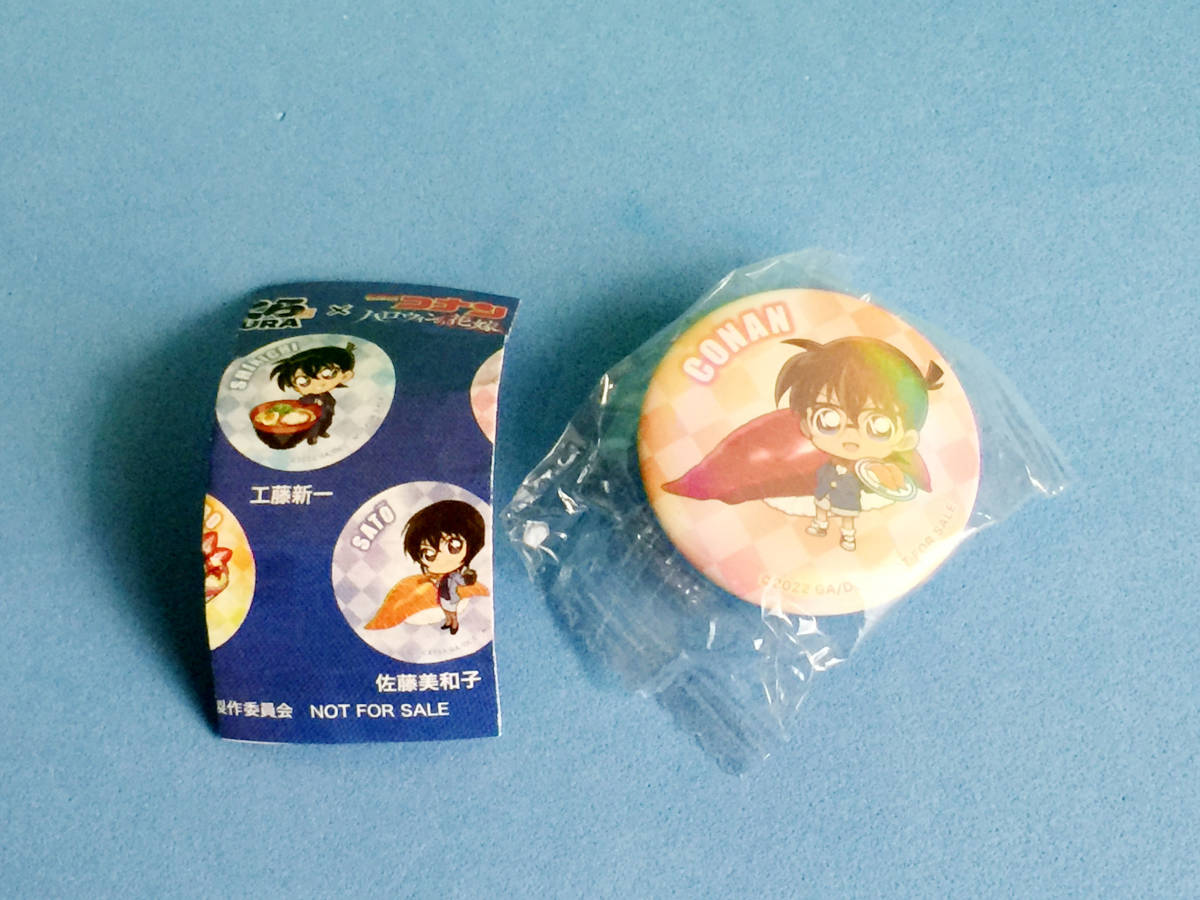 URA × コナン
ハロウィンの花嫁
SHINICHI
工藤新一
SATO
佐藤美和子
製作委員会 NOT FOR SALE
CONAN
©2022 GA/D
SALE